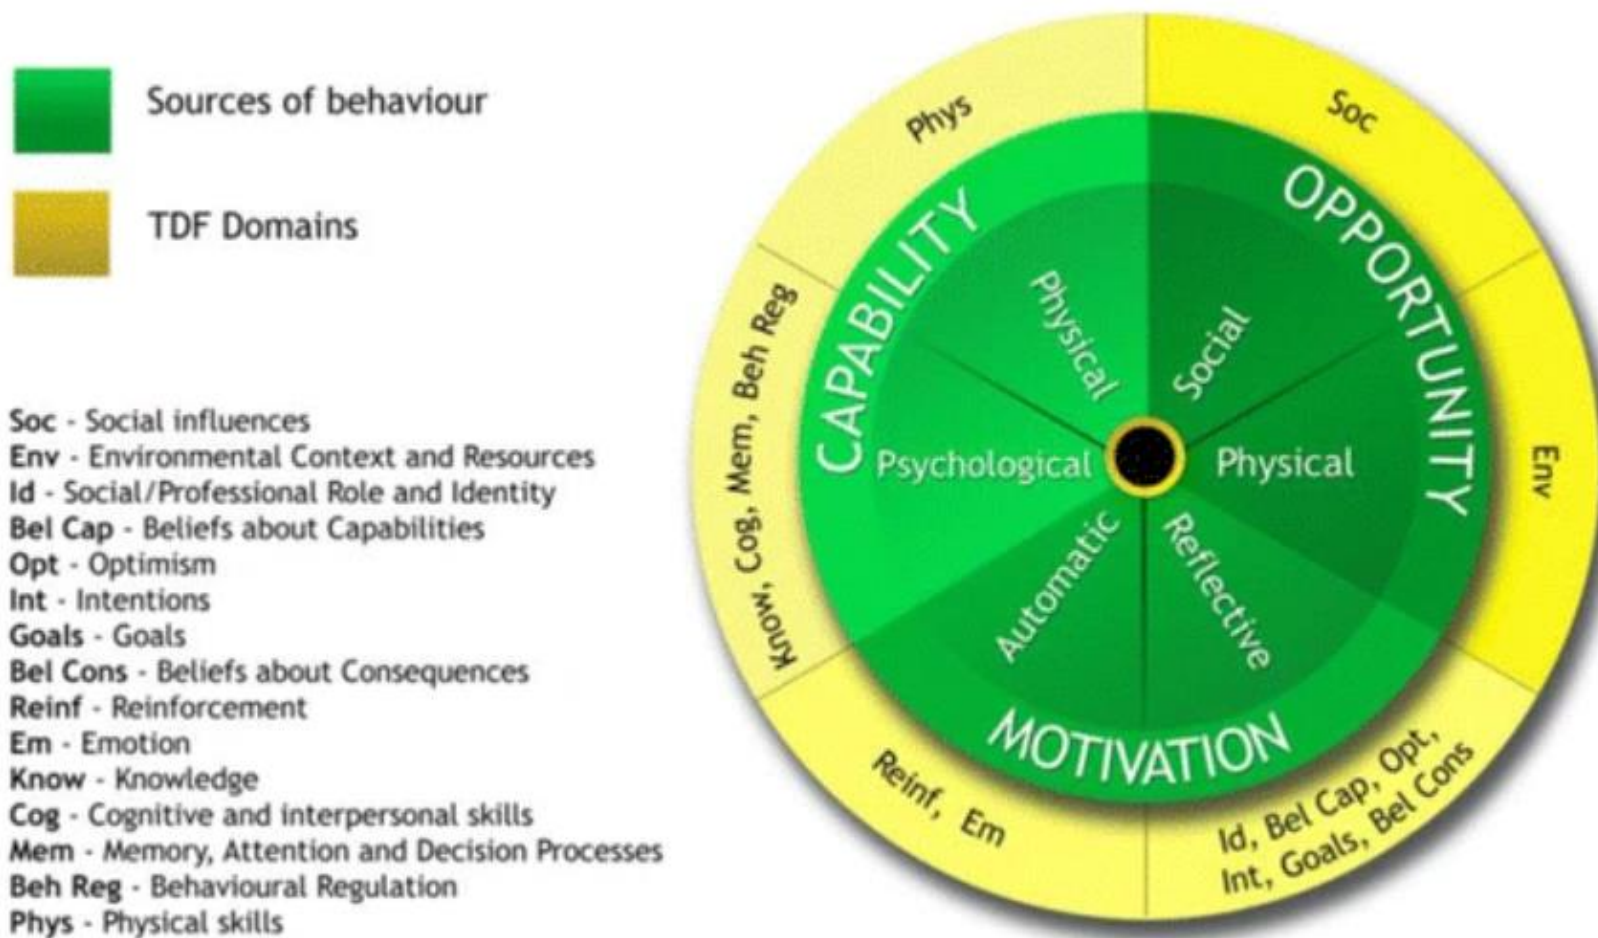 Sources of behaviour
TDF Domains
Soc - Social influences
Env - Environmental Context and Resources
Id - Social/Professional Role and Identity
Bel Cap - Beliefs about Capabilities
Opt - Optimism
Int - Intentions
Goals - Goals
Bel Cons - Beliefs about Consequences
Reinf - Reinforcement
Em - Emotion
Know - Knowledge
Cog - Cognitive and interpersonal skills
Mem - Memory, Attention and Decision Processes
Beh Reg - Behavioural Regulation
Phys - Physical skills
Phys
Soc
Env
Id, Bel Cap, Opt,
Int, Goals, Bel Cons
Reinf, Em
Know, Cog, Mem, Beh Reg
CAPABILITY
OPPORTUNITY
MOTIVATION
Physical
Social
Physical
Reflective
Automatic
Psychological